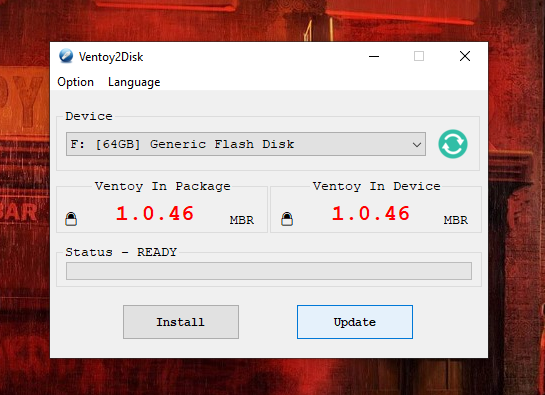 Ventoy2Disk
Option Language
Device
F: [64GB] Generic Flash Disk
Ventoy In Package
1.0.46 MBR
Ventoy In Device
1.0.46 MBR
Status - READY
Install
Update
BAR